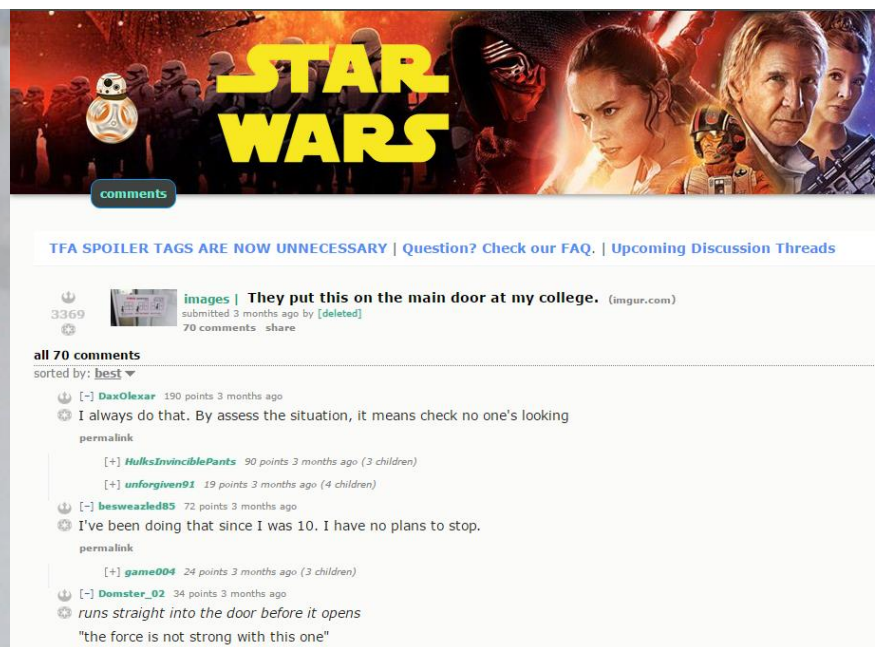 STAR
WARS
comments
TFA SPOILER TAGS ARE NOW UNNECESSARY | Question? Check our FAQ. | Upcoming Discussion Threads
images | They put this on the main door at my college. (imgur.com)
3369
submitted 3 months ago by [deleted]
70 comments share
all 70 comments
sorted by: best
[–] DaxOlexar 190 points 3 months ago
I always do that. By assess the situation, it means check no one's looking
permalink
[+] HulksInvinciblePants 90 points 3 months ago (3 children)
[+] unforgiven91 19 points 3 months ago (4 children)
[–] besweazled85 72 points 3 months ago
I've been doing that since I was 10. I have no plans to stop.
permalink
[+] game004 24 points 3 months ago (3 children)
[–] Domster_02 34 points 3 months ago
runs straight into the door before it opens
"the force is not strong with this one"